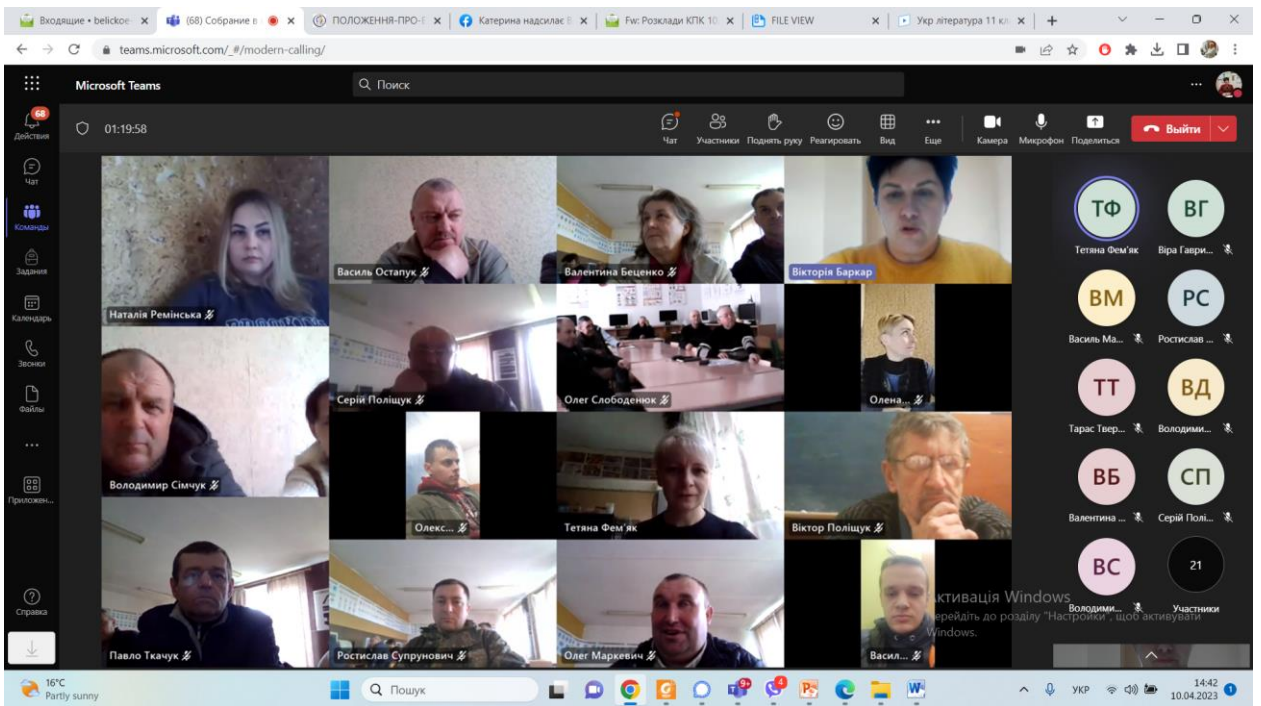 Входящие • belickoe-
(68) Собрание в
ПОЛОЖЕННЯ-ПРО-
Катерина надсилає
Fw: Розклади КПК 10.
FILE VIEW
Укр література 11 кл
teams.microsoft.com/_#/modern-calling/
Microsoft Teams
Поиск
68
Действия
01:19:58
Чат
Участники
Поднять руку
Реагировать
Вид
Еще
Камера
Микрофон
Поделиться
Выйти
Чат
Команды
Задания
Календарь
Звонки
Файлы
Приложен...
Справка
Наталія Ремінська
Василь Остапук
Валентина Беценко
Вікторія Баркар
Володимир Сімчук
Серій Поліщук
Олег Слободенюк
Олена...
Олекс...
Тетяна Фем'як
Віктор Поліщук
Павло Ткачук
Ростислав Супрунович
Олег Маркевич
Васил...
ТФ
Тетяна Фем'як
ВГ
Віра Гаври...
ВМ
Василь Ма...
РС
Ростислав ...
ТТ
Тарас Твер...
ВД
Володими...
ВБ
Валентина ...
СП
Серій Полі...
ВС
Володими...
21
Участники
Активація Windows
Перейдіть до розділу "Настройки", щоб активувати
Windows.
16°C
Partly sunny
Пошук
9+
4
УКР
14:42
10.04.2023
1